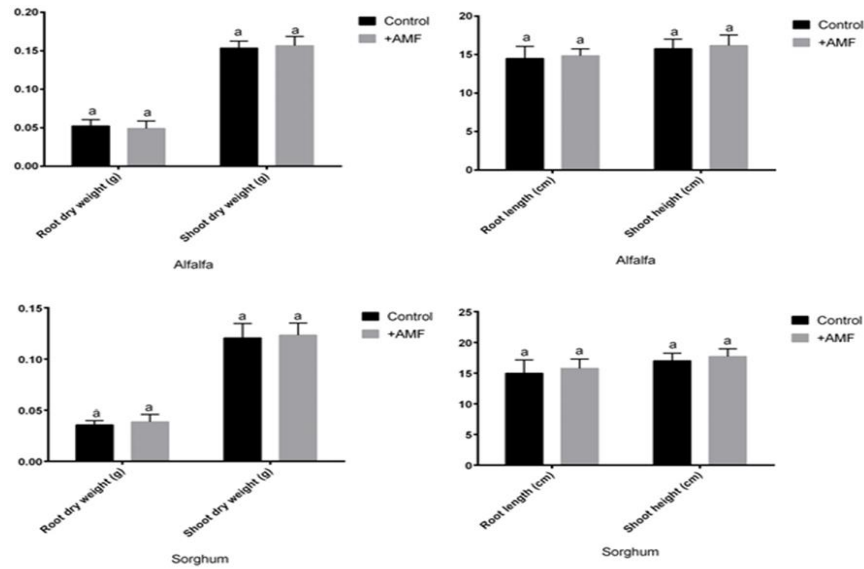 0.20
0.15
0.10
0.05
0.00
a a a a
Control
+AMF
Root dry weight (g)
Shoot dry weight (g)
Alfalfa
20
15
10
5
0
a a a a
Control
+AMF
Root length (cm)
Shoot height (cm)
Alfalfa
0.15
0.10
0.05
0.00
a a a a
Control
+AMF
Root dry weight (g)
Shoot dry weight (g)
Sorghum
25
20
15
10
5
0
a a a a
Control
+AMF
Root length (cm)
Shoot height (cm)
Sorghum